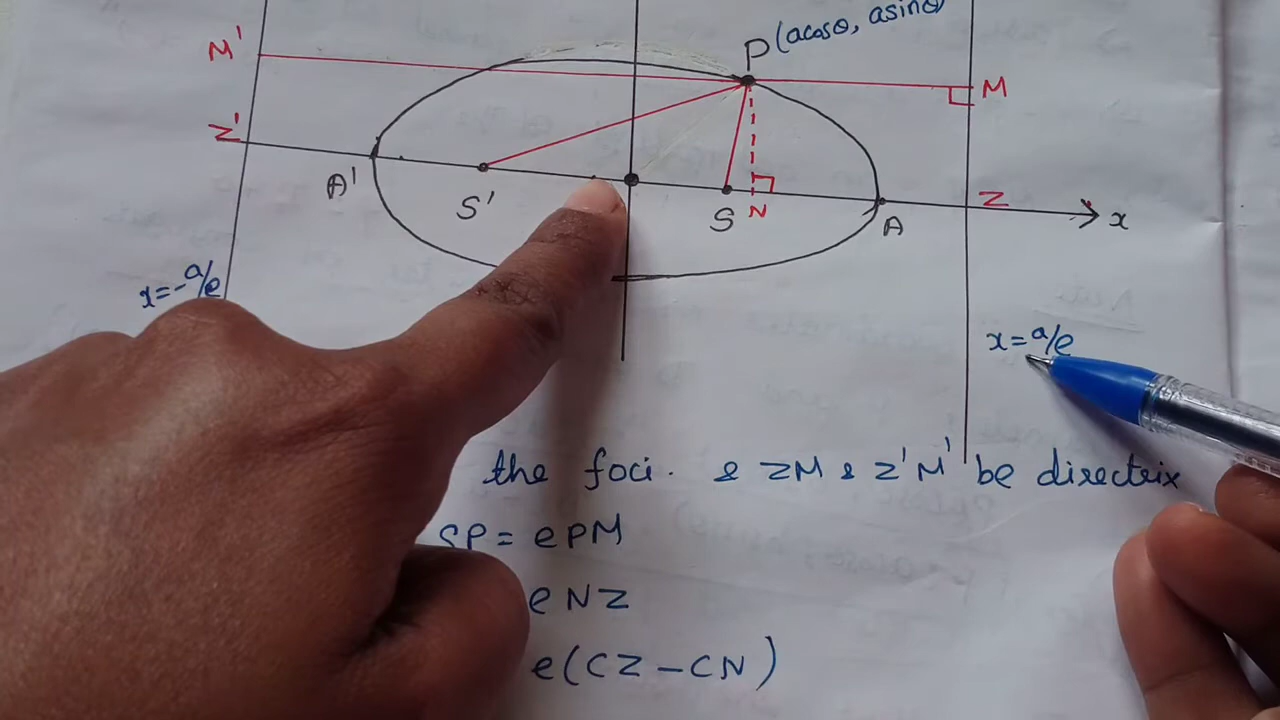 P(acosθ, asinθ)
M'
M
Z'
Z
A'
S'
S
N
A
x
x=-a/e
x=a/e
the foci. & ZM & Z'M' be directrix
SP = ePM
eNZ
e(CZ-CN)